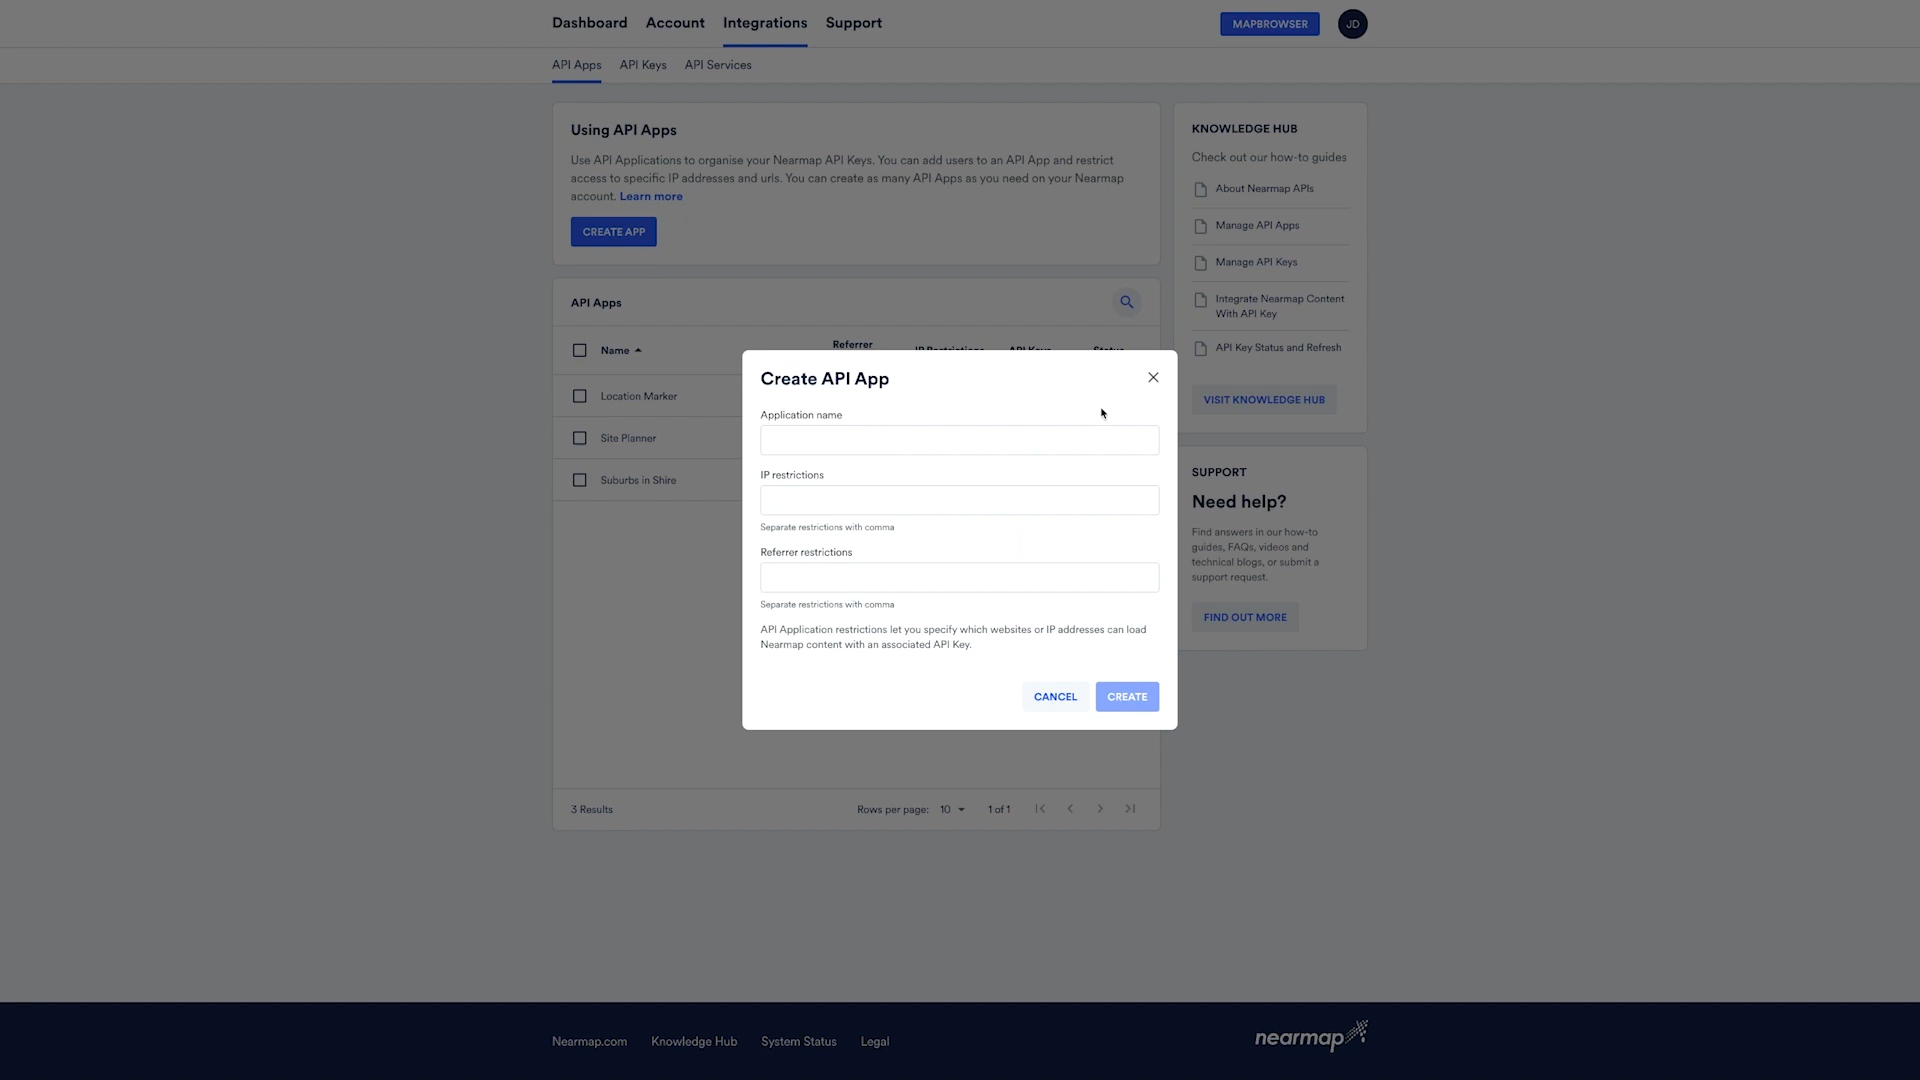 Dashboard Account Integrations Support
MAPBROWSER JD
API Apps API Keys API Services
Using API Apps
Use API Applications to organise your Nearmap API Keys. You can add users to an API App and restrict
access to specific IP addresses and urls. You can create as many API Apps as you need on your Nearmap
account. Learn more
CREATE APP
API Apps
Name
Referrer
IP Restrictions API Keys Status
Location Marker
Site Planner
Suburbs in Shire
3 Results Rows per page: 10 1 of 1
Create API App
Application name
IP restrictions
Separate restrictions with comma
Referrer restrictions
Separate restrictions with comma
API Application restrictions let you specify which websites or IP addresses can load
Nearmap content with an associated API Key.
CANCEL CREATE
KNOWLEDGE HUB
Check out our how-to guides
About Nearmap APIs
Manage API Apps
Manage API Keys
Integrate Nearmap Content
With API Key
API Key Status and Refresh
VISIT KNOWLEDGE HUB
SUPPORT
Need help?
Find answers in our how-to
guides, FAQs, videos and
technical blogs, or submit a
support request.
FIND OUT MORE
Nearmap.com Knowledge Hub System Status Legal
nearmap